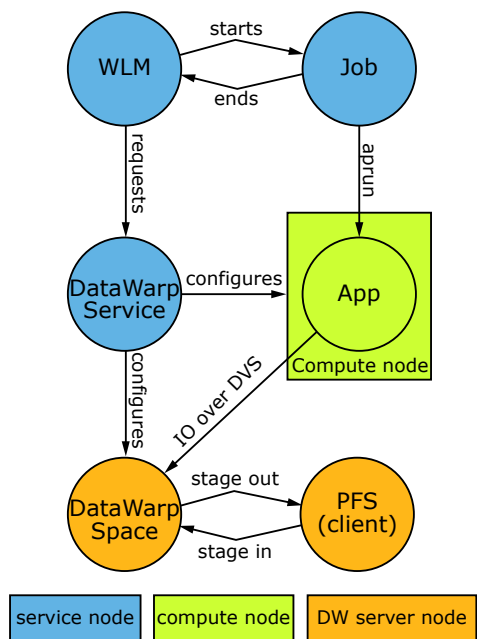 starts
WLM
Job
ends
requests
aprun
DataWarp
Service
configures
App
Compute node
configures
IO over DVS
DataWarp
Space
stage out
PFS
(client)
stage in
service node
compute node
DW server node